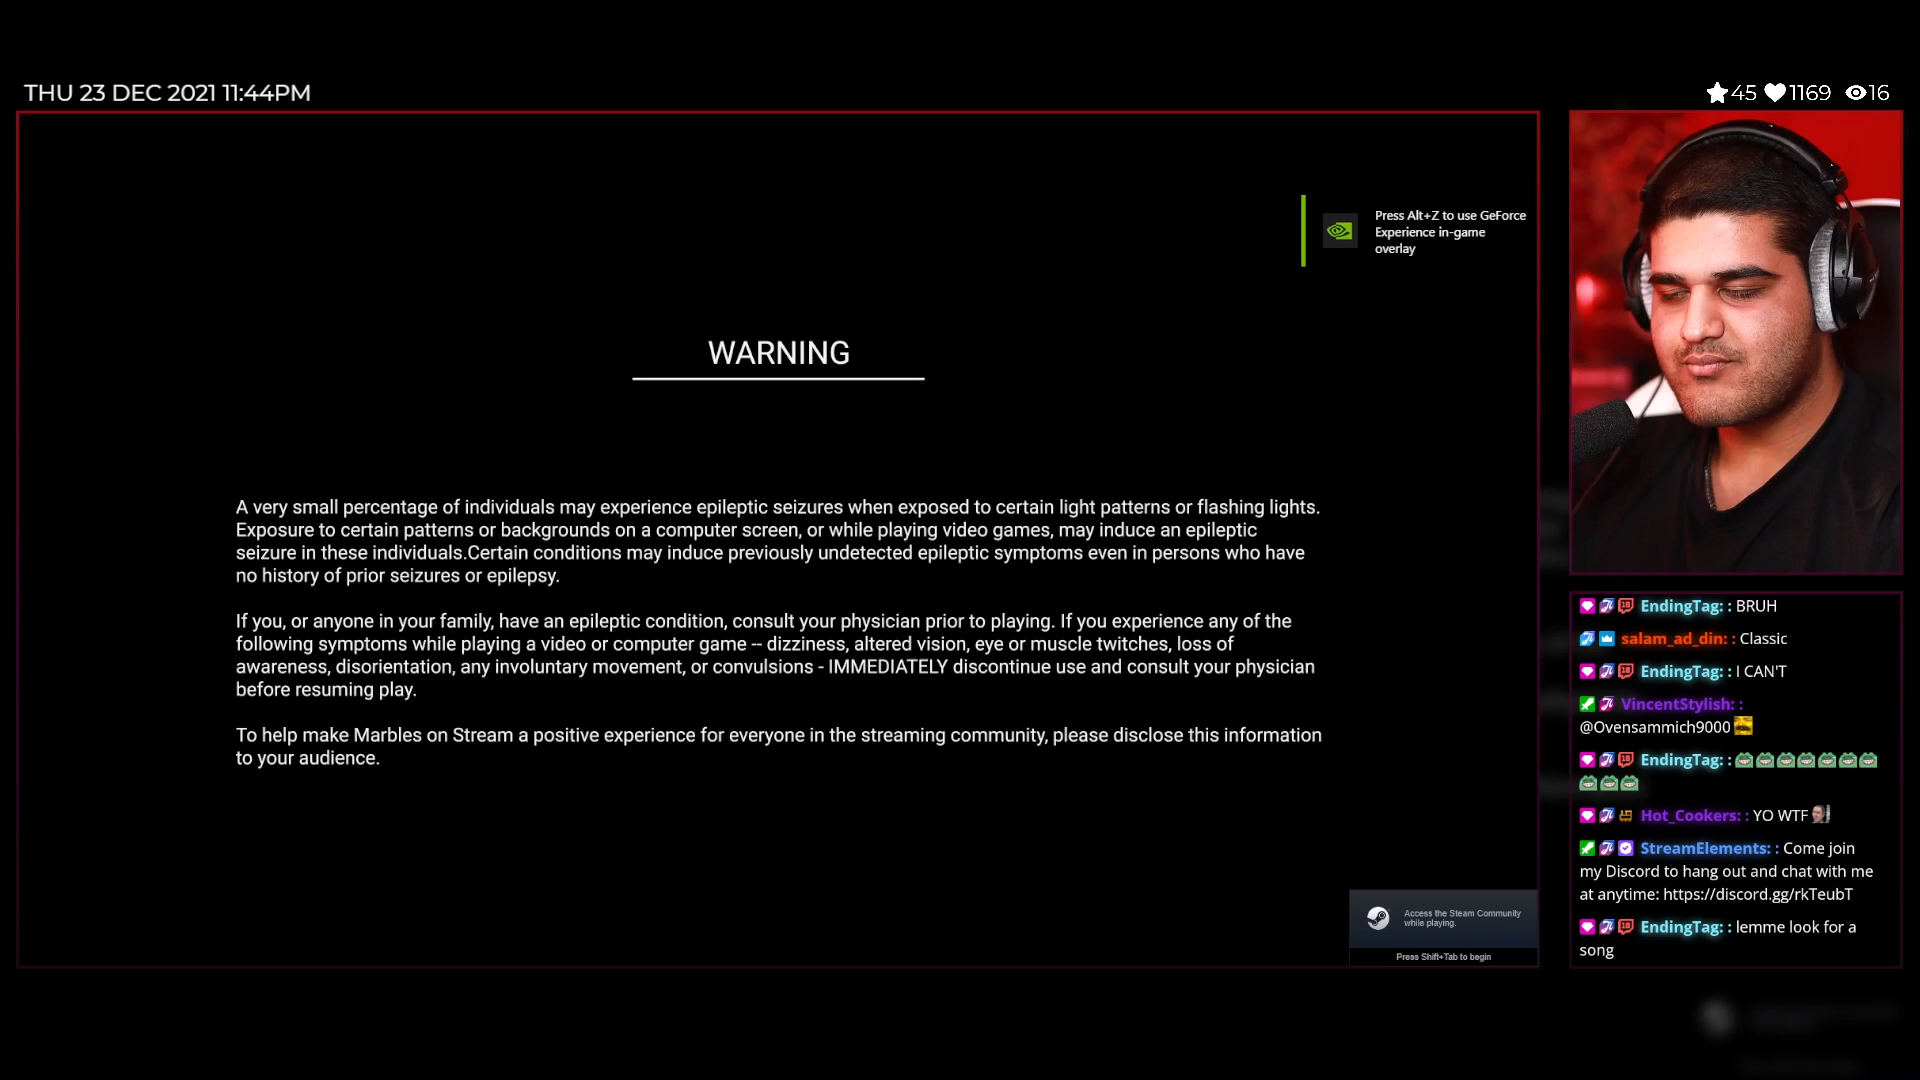 THU 23 DEC 2021 11:44PM
45 1169 16
Press Alt+Z to use GeForce
Experience in-game
overlay
WARNING
A very small percentage of individuals may experience epileptic seizures when exposed to certain light patterns or flashing lights.
Exposure to certain patterns or backgrounds on a computer screen, or while playing video games, may induce an epileptic
seizure in these individuals.Certain conditions may induce previously undetected epileptic symptoms even in persons who have
no history of prior seizures or epilepsy.
If you, or anyone in your family, have an epileptic condition, consult your physician prior to playing. If you experience any of the
following symptoms while playing a video or computer game -- dizziness, altered vision, eye or muscle twitches, loss of
awareness, disorientation, any involuntary movement, or convulsions - IMMEDIATELY discontinue use and consult your physician
before resuming play.
To help make Marbles on Stream a positive experience for everyone in the streaming community, please disclose this information
to your audience.
Access the Steam Community
while playing.
Press Shift+Tab to begin
EndingTag: : BRUH
salam_ad_din: : Classic
EndingTag: : I CAN'T
VincentStylish: :
@Ovensammich9000
EndingTag: :
Hot_Cookers: : YO WTF
StreamElements: : Come join
my Discord to hang out and chat with me
at anytime: https://discord.gg/rkTeubT
EndingTag: : lemme look for a
song